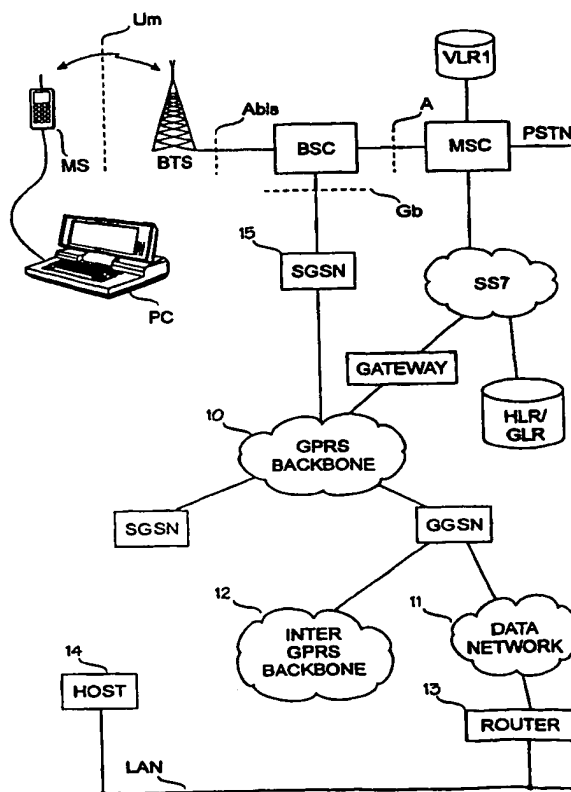 Um
VLR1
Abis
A
PSTN
MS
BTS
BSC
MSC
Gb
15
SGSN
SS7
PC
GATEWAY
HLR/
GLR
10
GPRS
BACKBONE
SGSN
GGSN
12
11
INTER
GPRS
BACKBONE
DATA
NETWORK
14
HOST
13
ROUTER
LAN